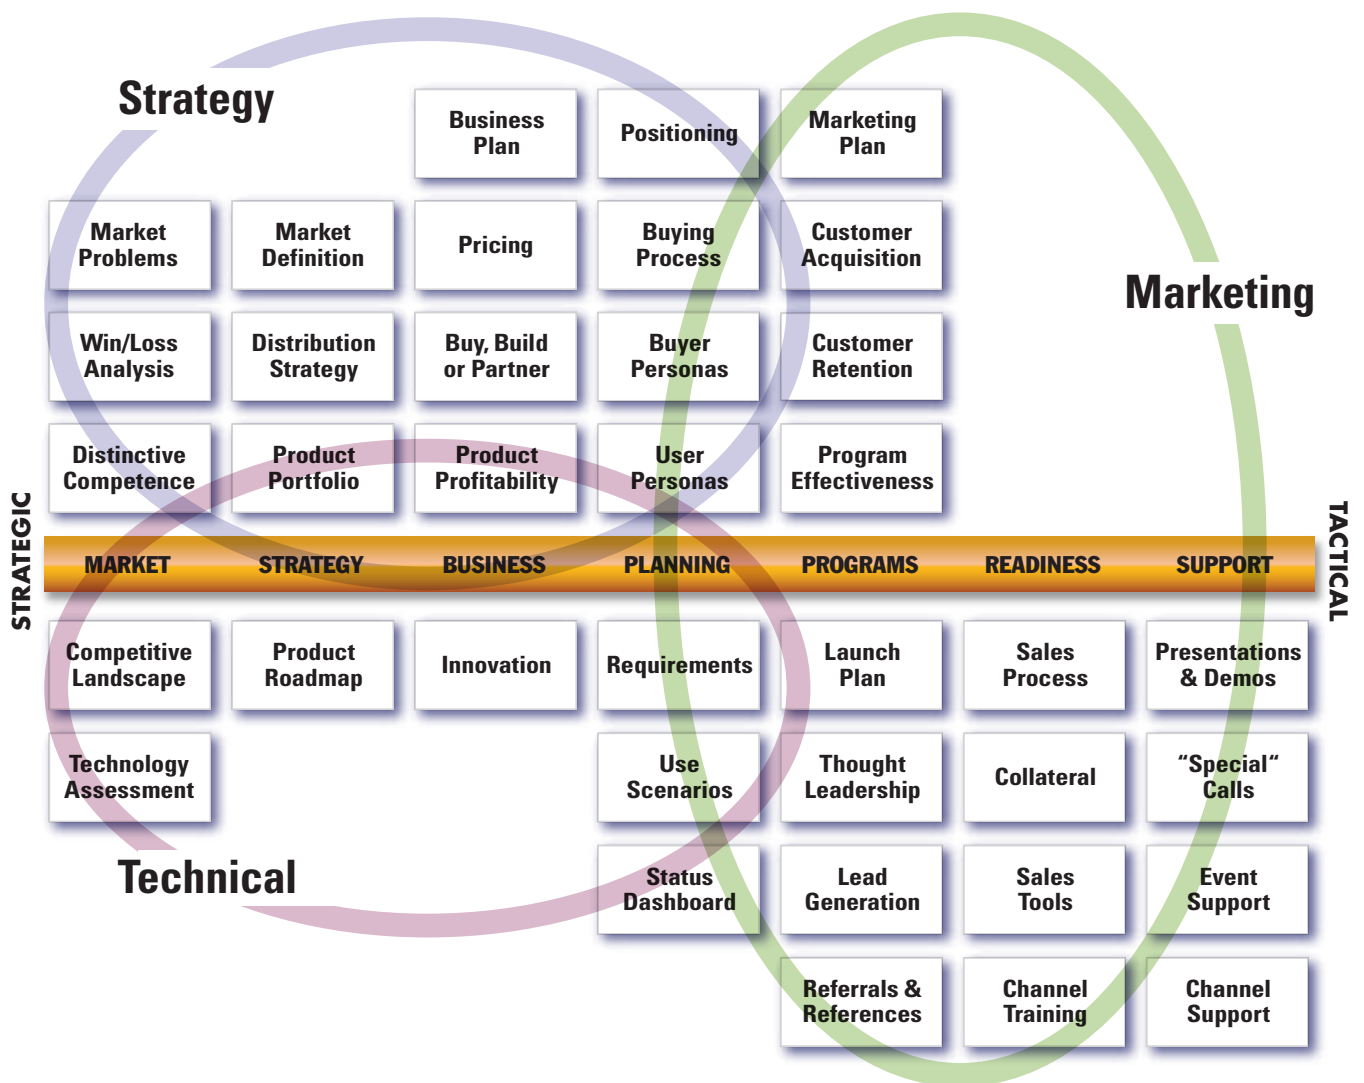 Strategy
Business
Plan
Positioning
Marketing
Plan
Market
Problems
Market
Definition
Pricing
Buying
Process
Customer
Acquisition
Marketing
Win/Loss
Analysis
Distribution
Strategy
Buy, Build
or Partner
Buyer
Personas
Customer
Retention
Distinctive
Competence
Product
Portfolio
Product
Profitability
User
Personas
Program
Effectiveness
STRATEGIC
MARKET
STRATEGY
BUSINESS
PLANNING
PROGRAMS
READINESS
SUPPORT
TACTICAL
Competitive
Landscape
Product
Roadmap
Innovation
Requirements
Launch
Plan
Sales
Process
Presentations
& Demos
Technology
Assessment
Use
Scenarios
Thought
Leadership
Collateral
“Special“
Calls
Technical
Status
Dashboard
Lead
Generation
Sales
Tools
Event
Support
Referrals &
References
Channel
Training
Channel
Support